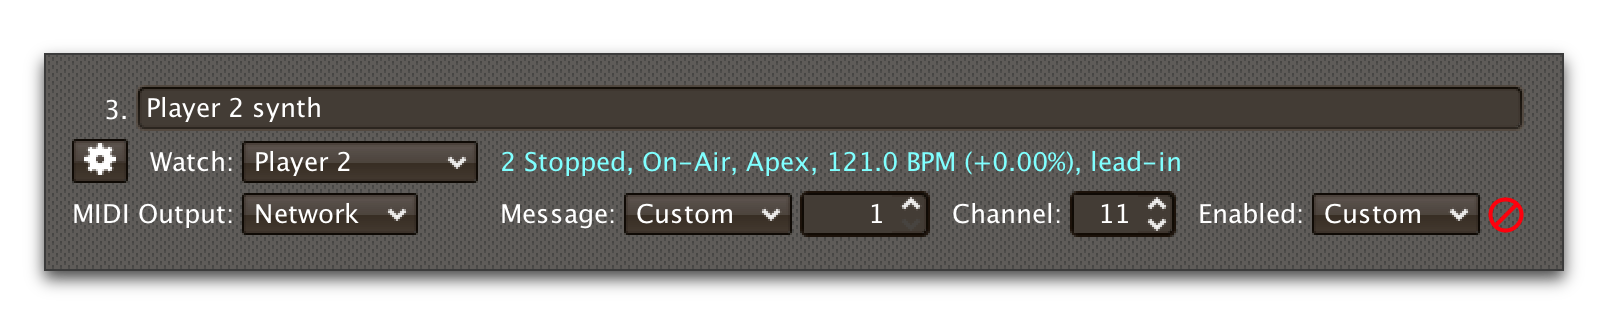 3. Player 2 synth
Watch: Player 2 2 Stopped, On-Air, Apex, 121.0 BPM (+0.00%), lead-in
MIDI Output: Network Message: Custom 1 Channel: 11 Enabled: Custom